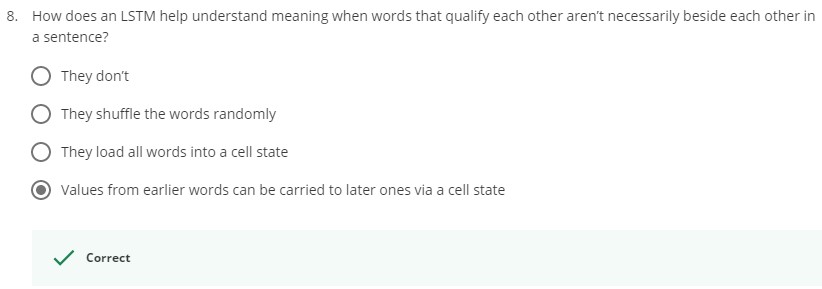 8. How does an LSTM help understand meaning when words that qualify each other aren't necessarily beside each other in
a sentence?
They don't
They shuffle the words randomly
They load all words into a cell state
Values from earlier words can be carried to later ones via a cell state
Correct